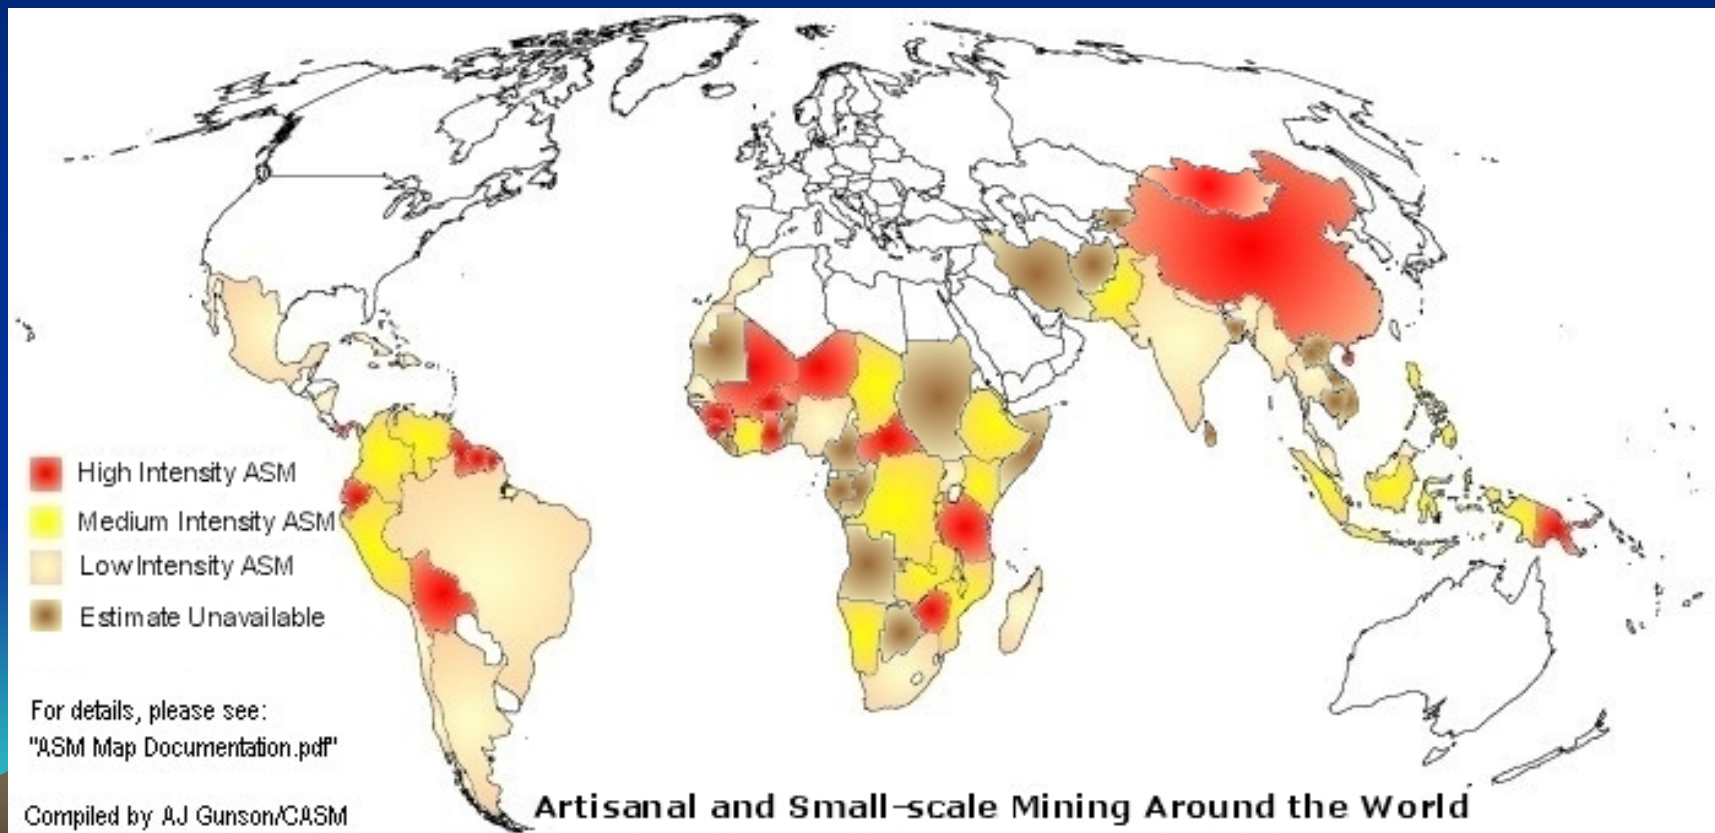 High Intensity ASM
Medium Intensity ASM
Low Intensity ASM
Estimate Unavailable
For details, please see:
"ASM Map Documentation.pdf"
Compiled by AJ Gunson/CASM
Artisanal and Small-scale Mining Around the World